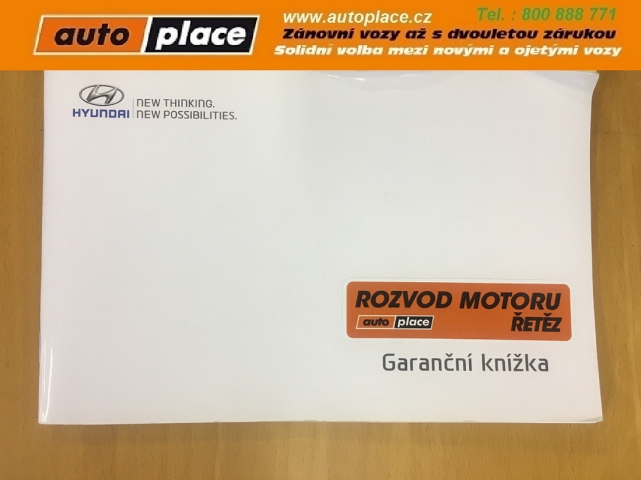 auto place
www.autoplace.cz
Tel. : 800 888 771
Zánovní vozy až s dvouletou zárukou
Solidní volba mezi novými a ojetými vozy
HYUNDAI
NEW THINKING.
NEW POSSIBILITIES.
ROZVOD MOTORU
auto place
ŘETĚZ
Garanční knížka